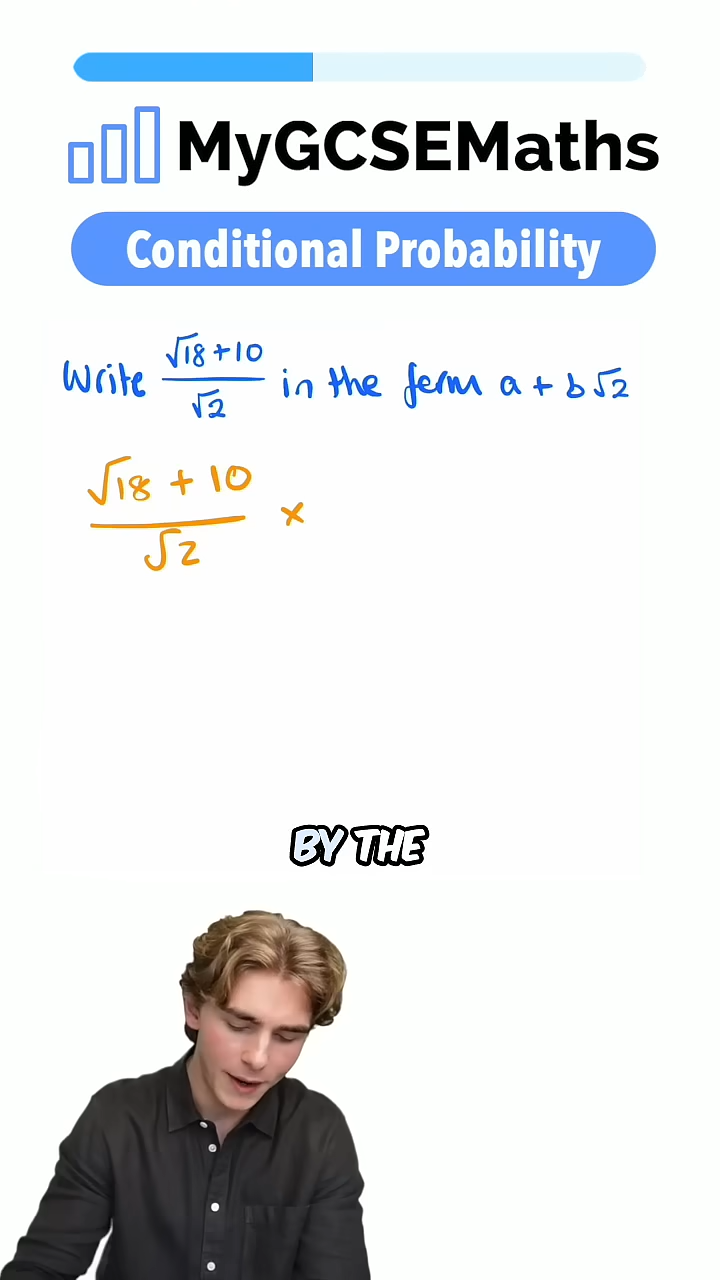 MyGCSEMaths
Conditional Probability
Write √18+10/√2 in the form a + b√2
√18 + 10/√2 ×
BY THE